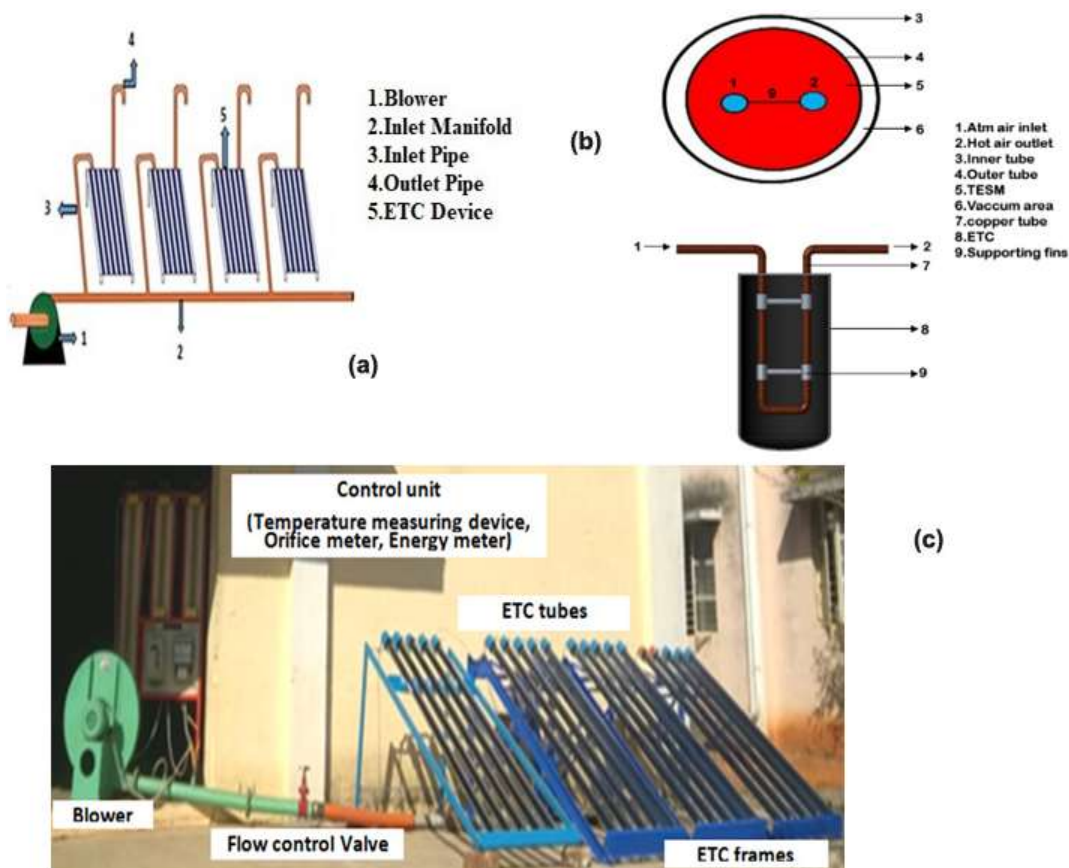 4
5
3
1
2
1.Blower
2.Inlet Manifold
3.Inlet Pipe
4.Outlet Pipe
5.ETC Device
(a)
(b)
3
4
5
6
1
9
2
1.Atm air inlet
2.Hot air outlet
3.Inner tube
4.Outer tube
5.TESM
6.Vaccum area
7.copper tube
8.ETC
9.Supporting fins
1
2
7
8
9
Control unit
(Temperature measuring device,
Orifice meter, Energy meter)
(c)
ETC tubes
Blower
Flow control Valve
ETC frames